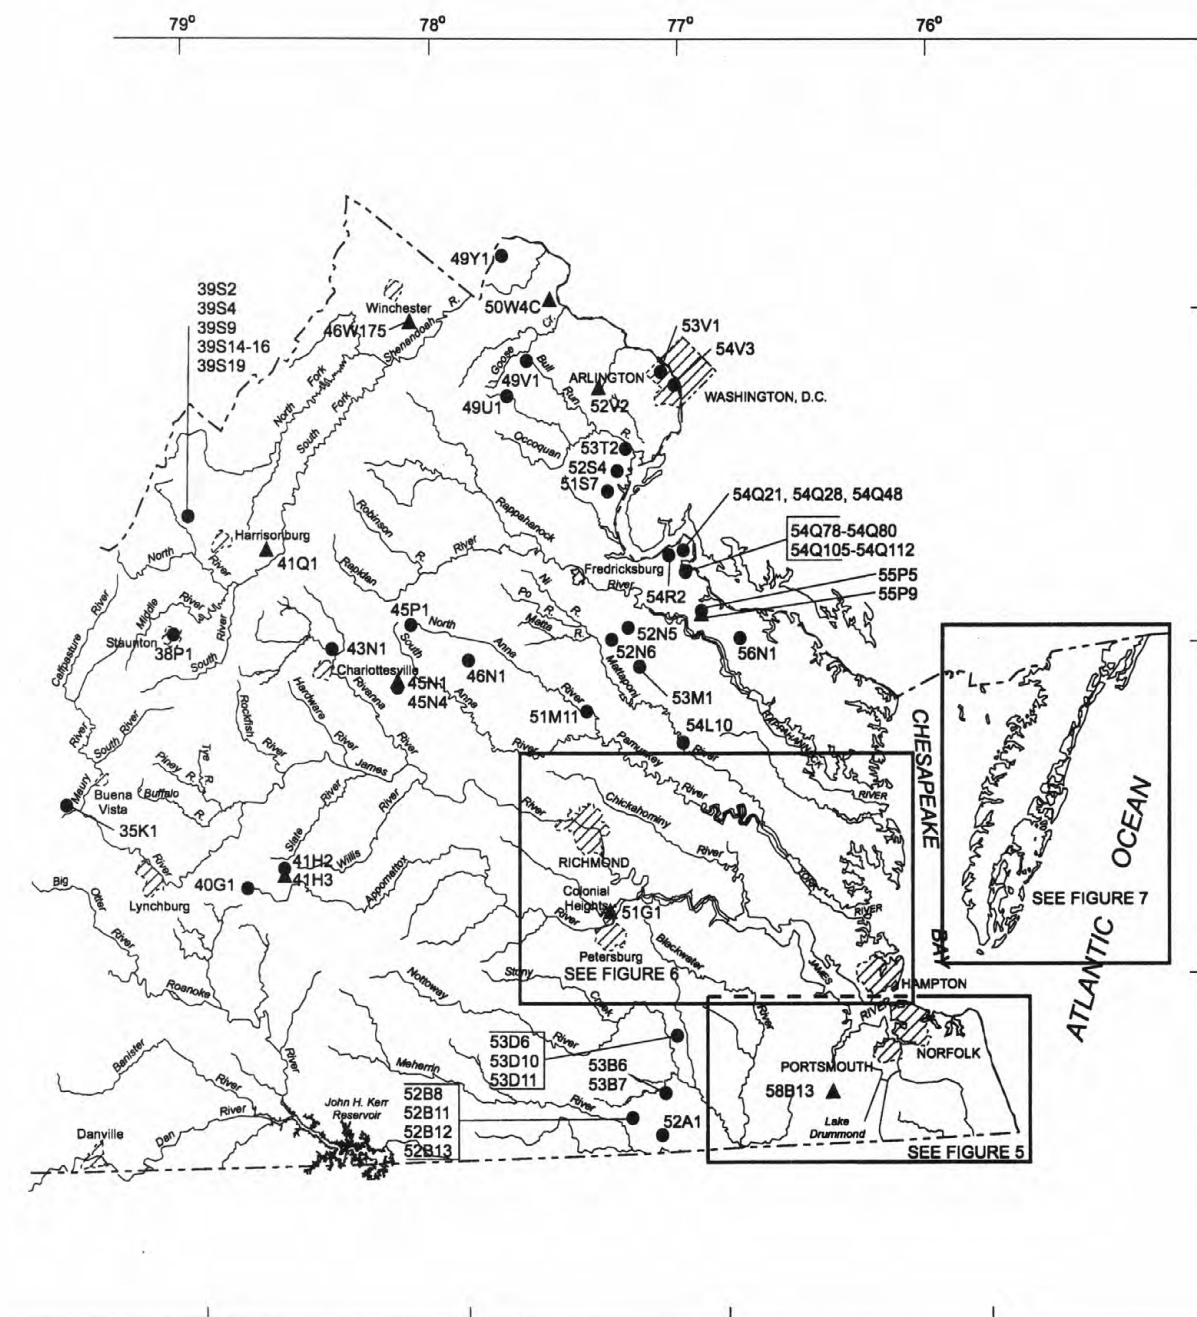 79°
78°
77°
76°
49Y1
50W4C
Winchester
46W175
Shenandoah
R.
39S2
39S4
39S9
39S14-16
39S19
North
Fork
South
Fork
Goose
Cr.
Bull
Run
49V1
49U1
ARLINGTON
52V2
53V1
54V3
WASHINGTON, D.C.
Occoquan
R.
53T2
52S4
51S7
54Q21, 54Q28, 54Q48
54Q78-54Q80
54Q105-54Q112
Harrisonburg
41Q1
North
River
Robinson
R.
Rapidan
River
Rappahanock
Fredricksburg
River
54R2
55P5
55P9
Calfpasture
River
Middle
River
Staunton
38P1
South
River
45P1
North
Anna
River
South
Anna
River
Ni
R.
Po
R.
Matta
R.
52N5
52N6
56N1
43N1
Charlottesville
45N1
45N4
46N1
Mattaponi
River
53M1
51M11
54L10
Rockfish
River
Hardware
River
Rivanna
River
South River
Maury
River
Buena
Vista
35K1
Piney
R.
Tye
R.
Buffalo
R.
James
River
Pamunkey
River
RAPPAHANNOCK
RIVER
CHESAPEAKE
BAY
Slate
River
Willis
River
41H2
41H3
40G1
Appomattox
River
Lynchburg
Big
Otter
River
Roanoke
River
Chickahominy
River
RICHMOND
Colonial
Heights
51G1
Petersburg
SEE FIGURE 6
YORK
RIVER
JAMES
RIVER
HAMPTON
Blackwater
River
Stony
Creek
Nottoway
River
Meherrin
River
ATLANTIC
OCEAN
SEE FIGURE 7
53D6
53D10
53D11
53B6
53B7
52B8
52B11
52B12
52B13
52A1
PORTSMOUTH
NORFOLK
58B13
Lake
Drummond
SEE FIGURE 5
Banister
River
Dan
River
Danville
John H. Kerr
Reservoir